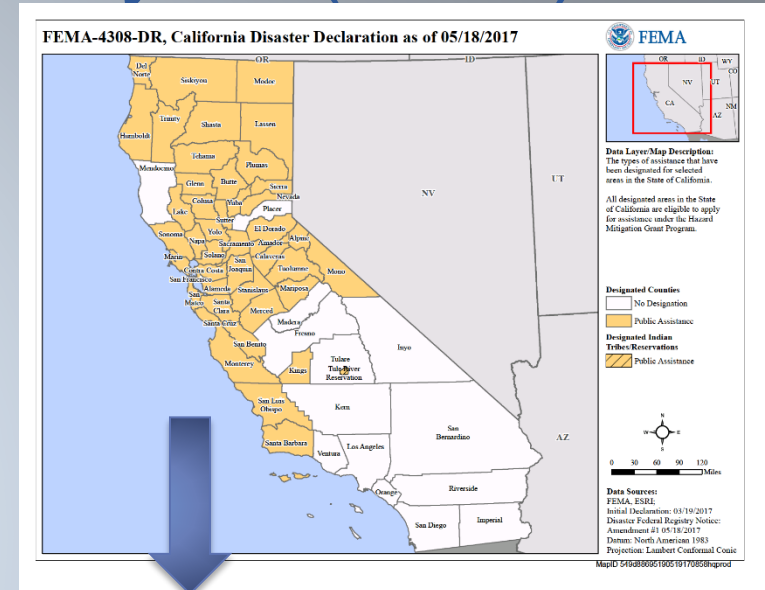 FEMA-4308-DR, California Disaster Declaration as of 05/18/2017
FEMA
OR
ID
NV
UT
AZ
Del
Norte
Siskiyou
Modoc
Humboldt
Trinity
Shasta
Lassen
Tehama
Plumas
Mendocino
Glenn
Butte
Sierra
Nevada
Colusa
Yuba
Placer
Lake
Sutter
El Dorado
Sonoma
Napa
Yolo
Sacramento
Amador
Alpine
Marin
Solano
Calaveras
San
Joaquin
Tuolumne
Mono
Contra Costa
San Francisco
Alameda
Stanislaus
Mariposa
San
Mateo
Santa
Clara
Merced
Santa Cruz
Madera
Fresno
Inyo
San Benito
Monterey
Kings
Tulare
Tule River
Reservation
San Luis
Obispo
Kern
San
Bernardino
Santa Barbara
Ventura
Los Angeles
Orange
Riverside
San Diego
Imperial
OR
ID
WY
NV
UT
CO
CA
AZ
NM
Data Layer/Map Description:
The types of assistance that have
been designated for selected
areas in the State of California.
All designated areas in the State
of California are eligible to apply
for assistance under the Hazard
Mitigation Grant Program.
Designated Counties
No Designation
Public Assistance
Designated Indian
Tribes/Reservations
Public Assistance
N
W
E
S
0 30 60 90 120
Miles
Data Sources:
FEMA, ESRI;
Initial Declaration: 03/19/2017
Disaster Federal Registry Notice:
Amendment #1 05/18/2017
Datum: North American 1983
Projection: Lambert Conformal Conic
MapID 549d88695190519170858hqprod